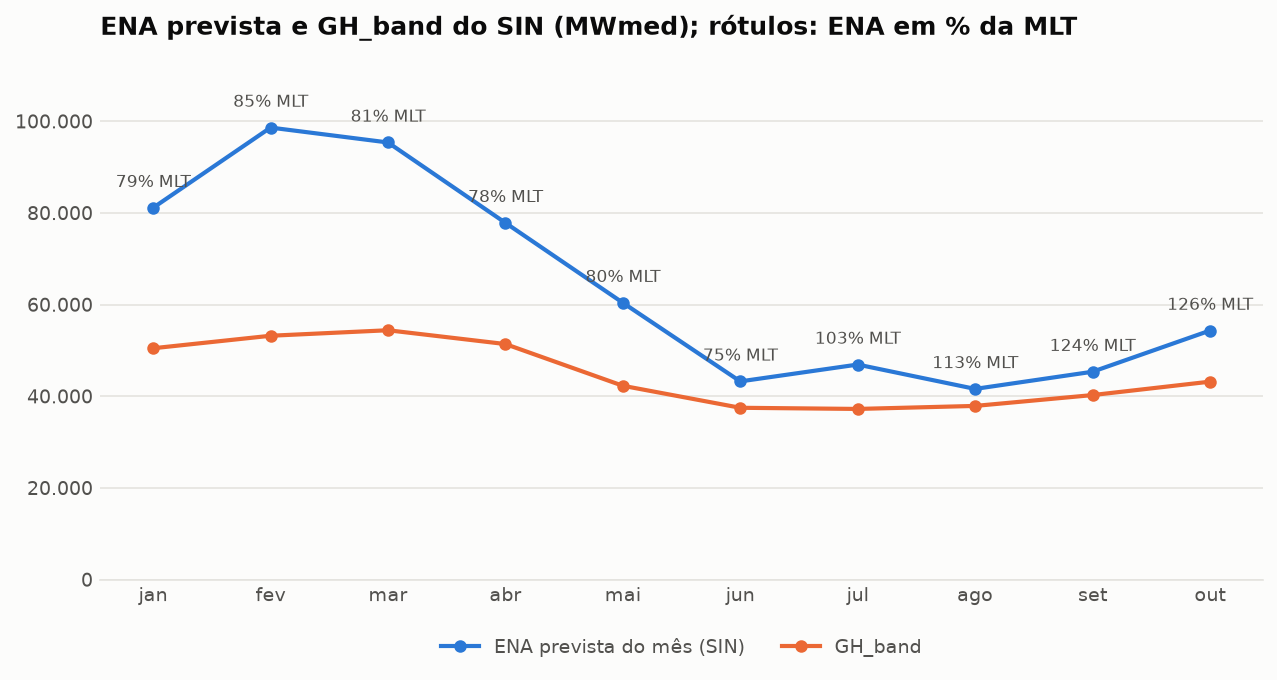 ENA prevista e GH_band do SIN (MWmed); rótulos: ENA em % da MLT
85% MLT
81% MLT
100.000
79% MLT
78% MLT
80.000
80% MLT
60.000
126% MLT
103% MLT
124% MLT
75% MLT
113% MLT
40.000
20.000
0
jan fev mar abr mai jun jul ago set out
ENA prevista do mês (SIN) GH_band